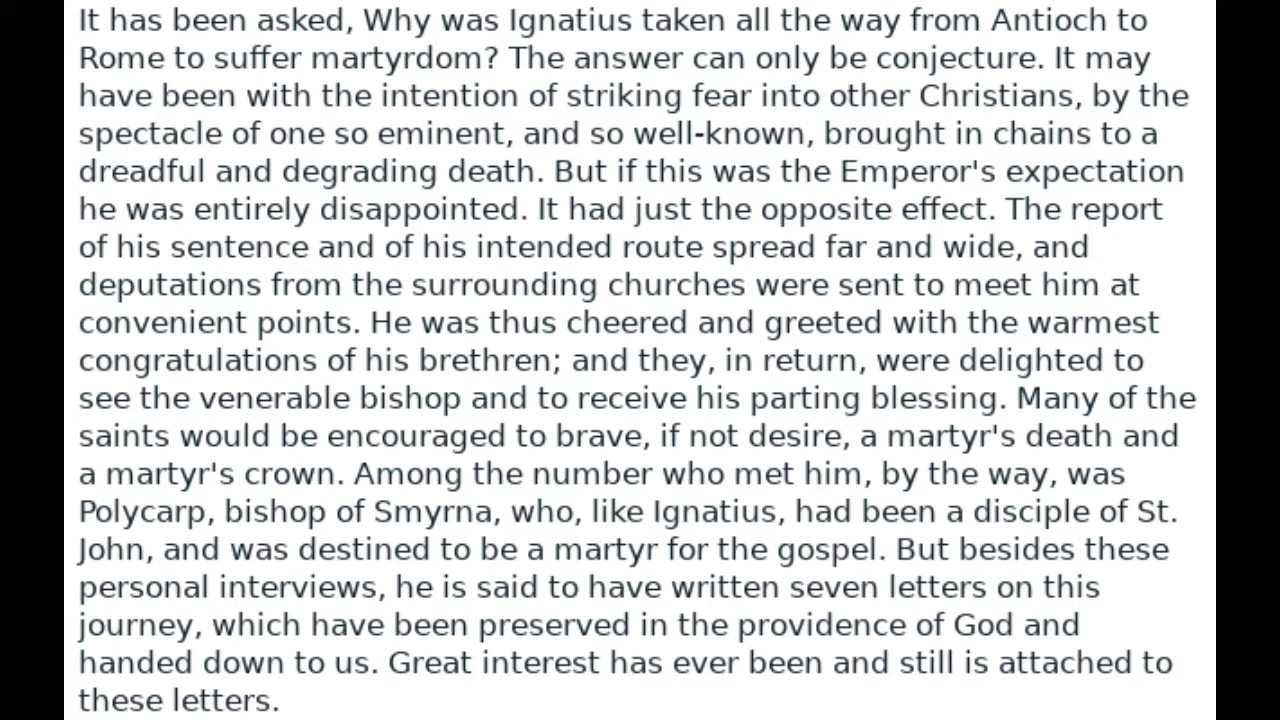 It has been asked, Why was Ignatius taken all the way from Antioch to
Rome to suffer martyrdom? The answer can only be conjecture. It may
have been with the intention of striking fear into other Christians, by the
spectacle of one so eminent, and so well-known, brought in chains to a
dreadful and degrading death. But if this was the Emperor's expectation
he was entirely disappointed. It had just the opposite effect. The report
of his sentence and of his intended route spread far and wide, and
deputations from the surrounding churches were sent to meet him at
convenient points. He was thus cheered and greeted with the warmest
congratulations of his brethren; and they, in return, were delighted to
see the venerable bishop and to receive his parting blessing. Many of the
saints would be encouraged to brave, if not desire, a martyr's death and
a martyr's crown. Among the number who met him, by the way, was
Polycarp, bishop of Smyrna, who, like Ignatius, had been a disciple of St.
John, and was destined to be a martyr for the gospel. But besides these
personal interviews, he is said to have written seven letters on this
journey, which have been preserved in the providence of God and
handed down to us. Great interest has ever been and still is attached to
these letters.